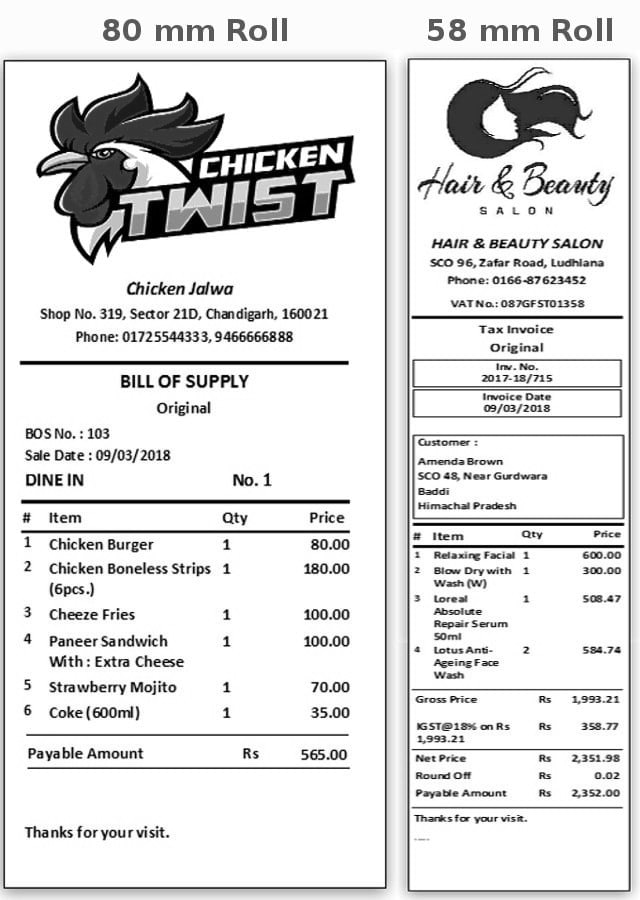 80 mm Roll
CHICKEN
TWIST
Chicken Jalwa
Shop No. 319, Sector 21D, Chandigarh, 160021
Phone: 01725544333, 9466666888
BILL OF SUPPLY
Original
BOS No. : 103
Sale Date : 09/03/2018
DINE IN No. 1
# Item Qty Price
1 Chicken Burger 1 80.00
2 Chicken Boneless Strips 1 180.00
(6pcs.)
3 Cheeze Fries 1 100.00
4 Paneer Sandwich 1 100.00
With : Extra Cheese
5 Strawberry Mojito 1 70.00
6 Coke (600ml) 1 35.00
Payable Amount Rs 565.00
Thanks for your visit.
58 mm Roll
Hair & Beauty
SALON
HAIR & BEAUTY SALON
SCO 96, Zafar Road, Ludhiana
Phone: 0166-87623452
VAT No.: 087GFST01358
Tax Invoice
Original
Inv. No.
2017-18/715
Invoice Date
09/03/2018
Customer :
Amenda Brown
SCO 48, Near Gurdwara
Baddi
Himachal Pradesh
# Item Qty Price
1 Relaxing Facial 1 600.00
2 Blow Dry with 1 300.00
Wash (W)
3 Loreal 1 508.47
Absolute
Repair Serum
50ml
4 Lotus Anti- 2 584.74
Ageing Face
Wash
Gross Price Rs 1,993.21
IGST@18% on Rs Rs 358.77
1,993.21
Net Price Rs 2,351.98
Round Off Rs 0.02
Payable Amount Rs 2,352.00
Thanks for your visit.